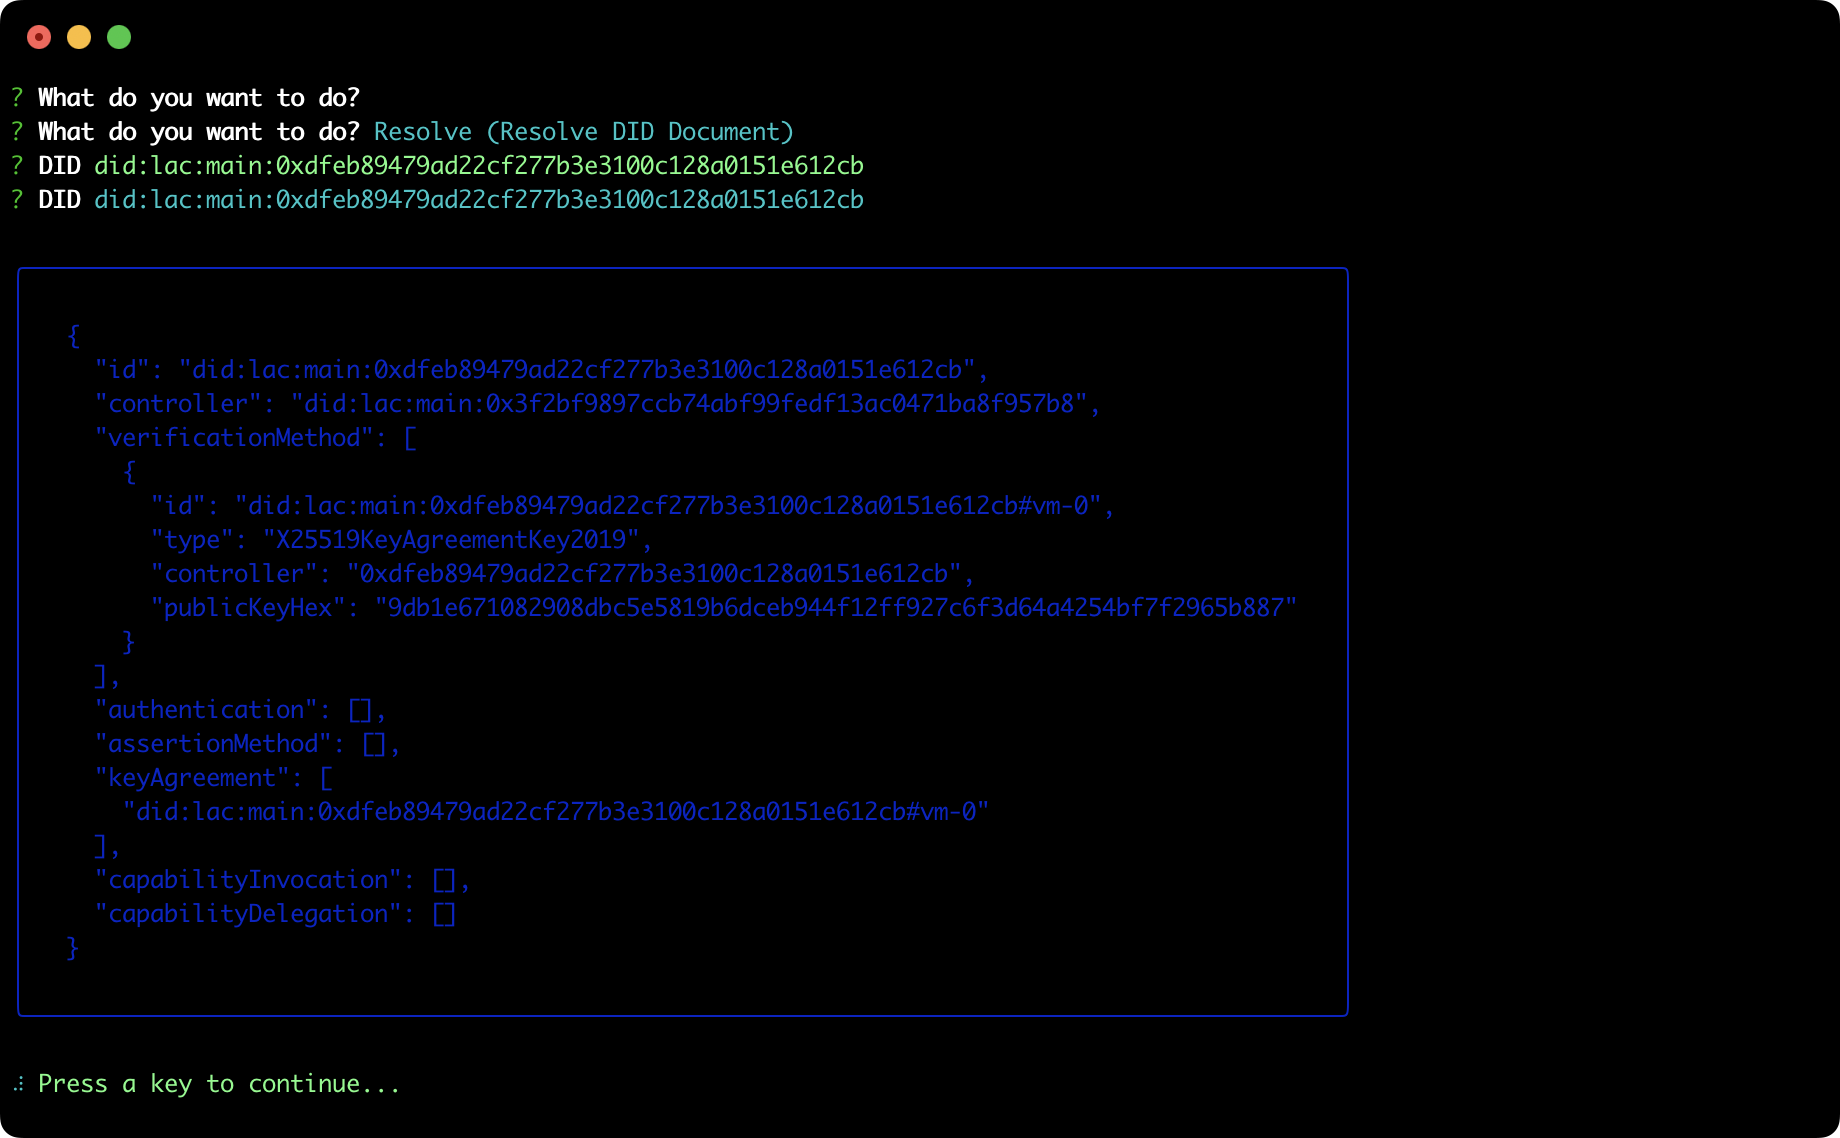 ? What do you want to do?
? What do you want to do? Resolve (Resolve DID Document)
? DID did:lac:main:0xdfeb89479ad22cf277b3e3100c128a0151e612cb
? DID did:lac:main:0xdfeb89479ad22cf277b3e3100c128a0151e612cb
{
"id": "did:lac:main:0xdfeb89479ad22cf277b3e3100c128a0151e612cb",
"controller": "did:lac:main:0x3f2bf9897ccb74abf99fedf13ac0471ba8f957b8",
"verificationMethod": [
{
"id": "did:lac:main:0xdfeb89479ad22cf277b3e3100c128a0151e612cb#vm-0",
"type": "X25519KeyAgreementKey2019",
"controller": "0xdfeb89479ad22cf277b3e3100c128a0151e612cb",
"publicKeyHex": "9db1e671082908dbc5e5819b6dceb944f12ff927c6f3d64a4254bf7f2965b887"
}
],
"authentication": [],
"assertionMethod": [],
"keyAgreement": [
"did:lac:main:0xdfeb89479ad22cf277b3e3100c128a0151e612cb#vm-0"
],
"capabilityInvocation": [],
"capabilityDelegation": []
}
Press a key to continue...